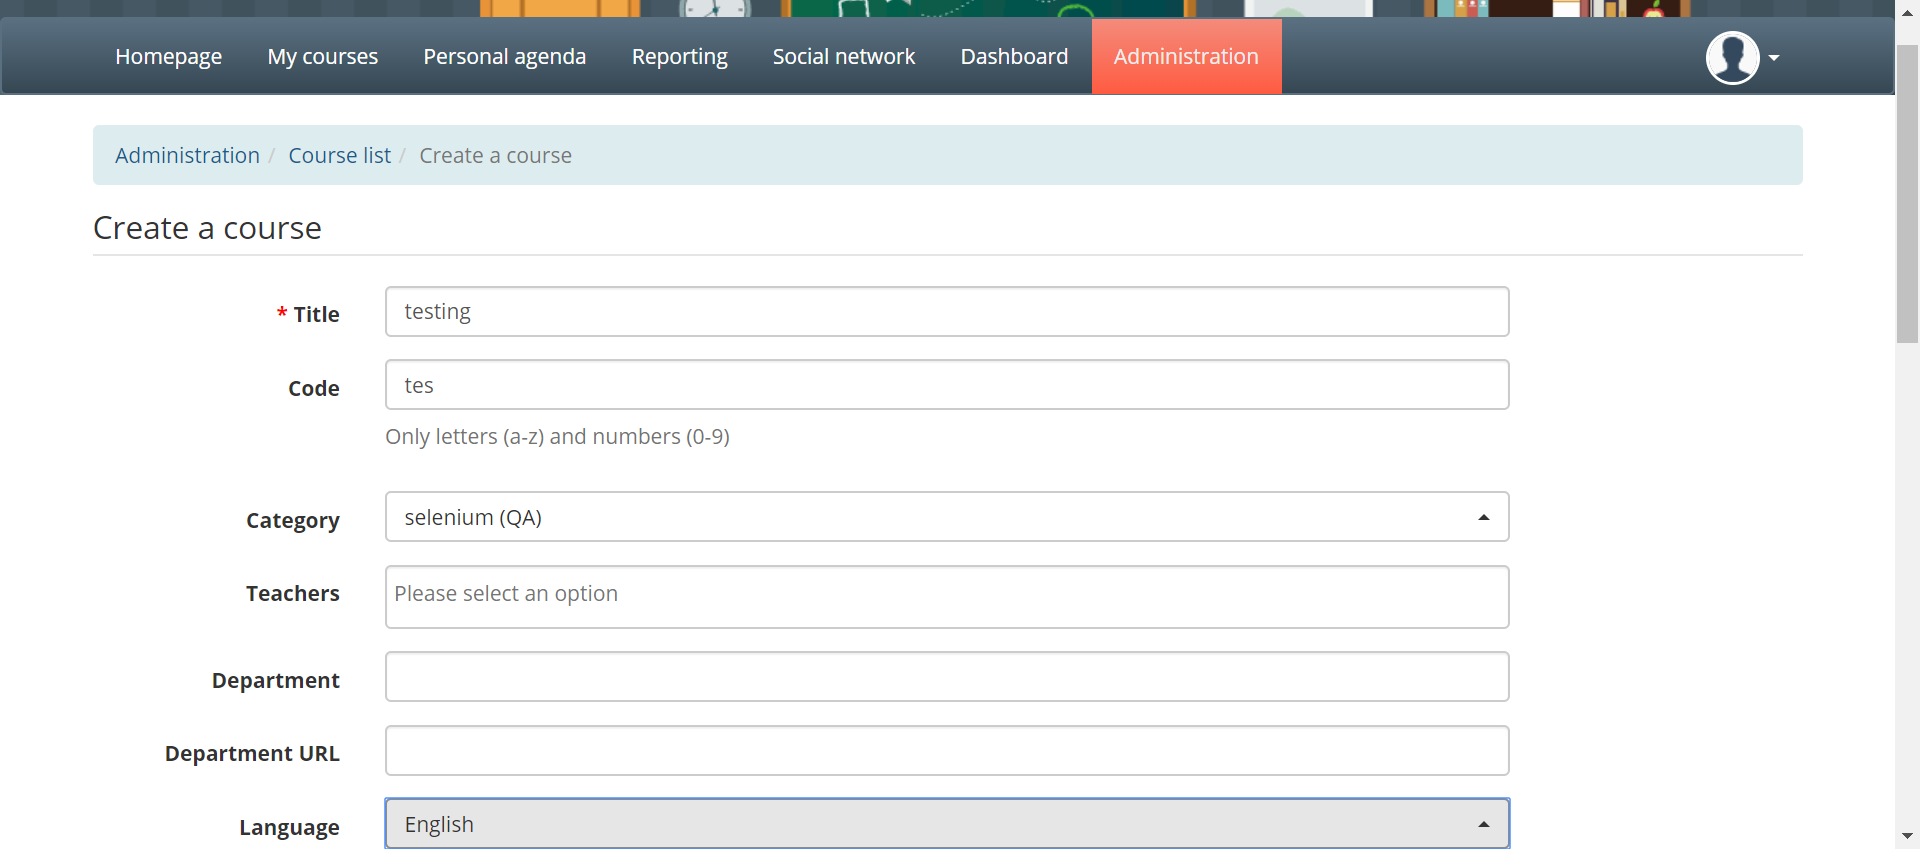 Homepage My courses Personal agenda Reporting Social network Dashboard Administration
Administration / Course list / Create a course
Create a course
* Title testing
Code tes
Only letters (a-z) and numbers (0-9)
Category selenium (QA)
Teachers Please select an option
Department
Department URL
Language English